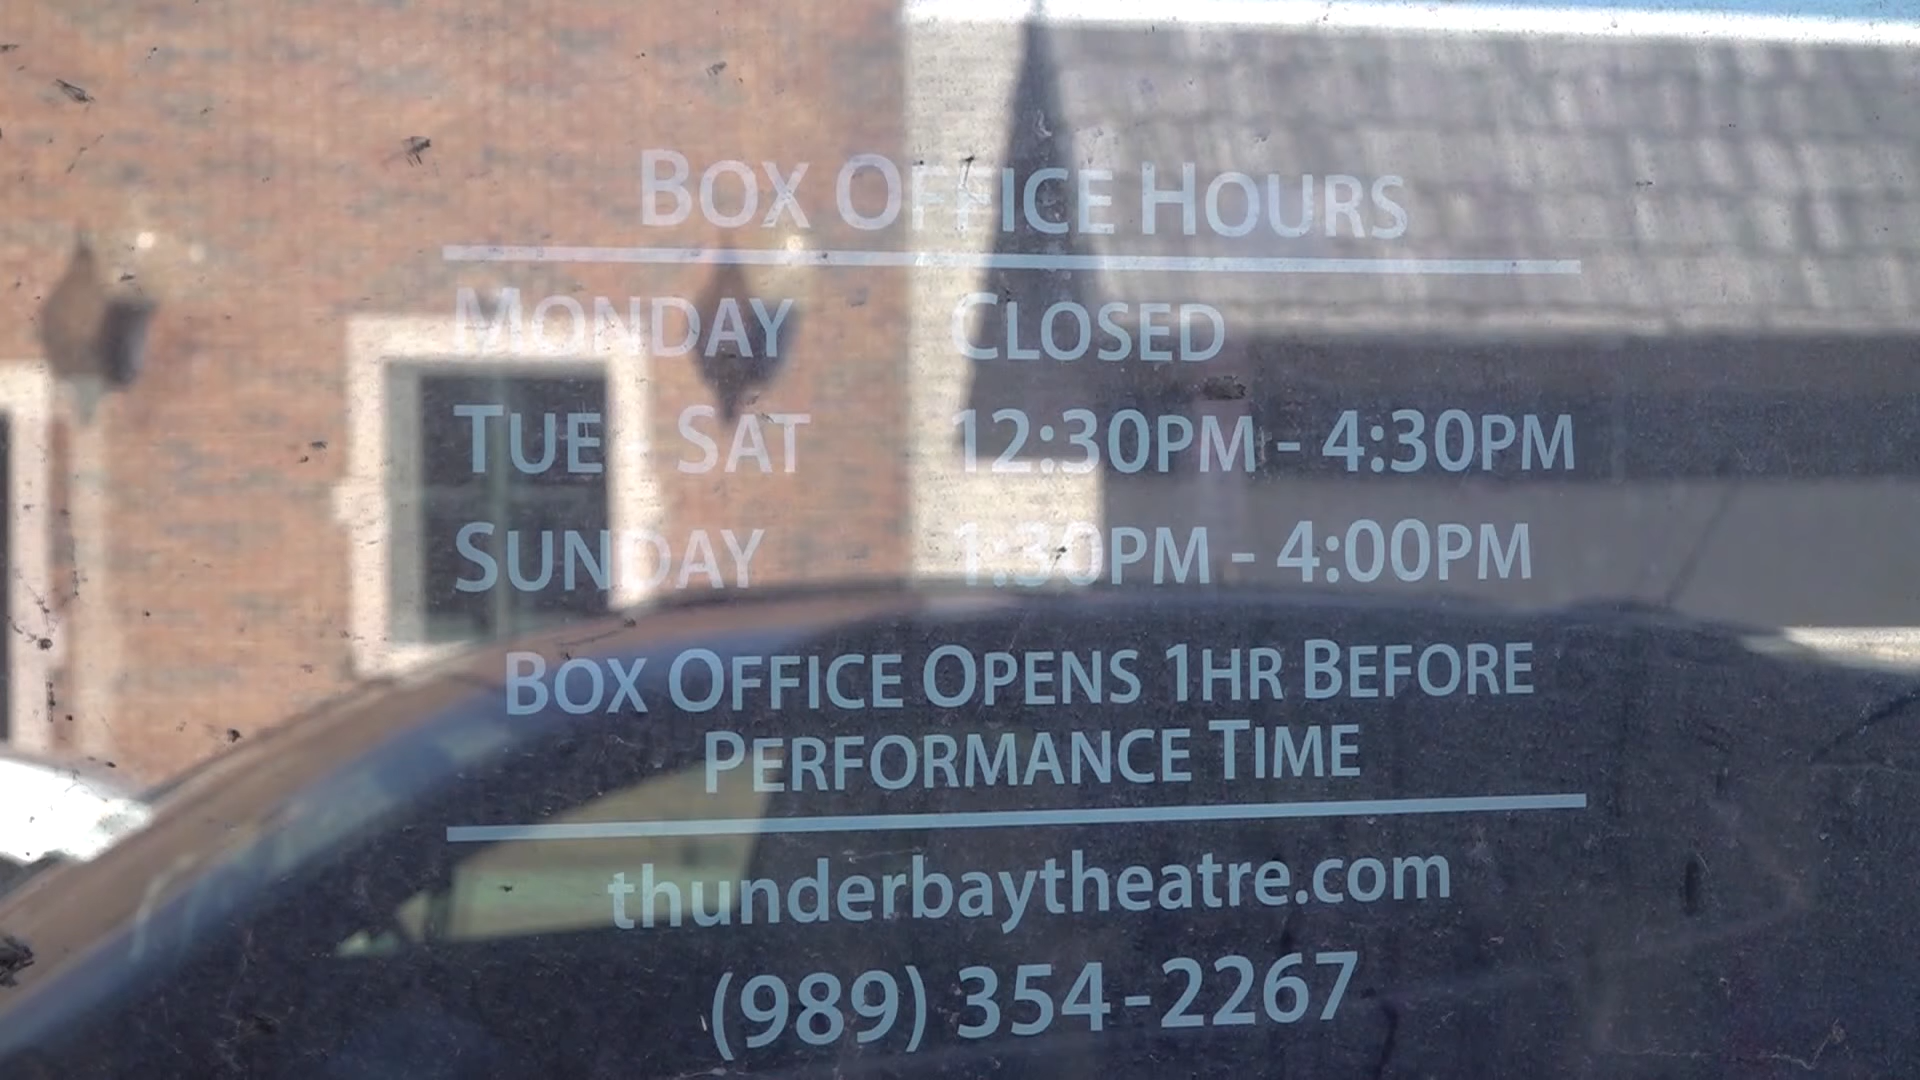 BOX OFFICE HOURS
MONDAY CLOSED
TUE - SAT 12:30PM - 4:30PM
SUNDAY 1:30PM - 4:00PM
BOX OFFICE OPENS 1HR BEFORE
PERFORMANCE TIME
thunderbaytheatre.com
(989) 354-2267